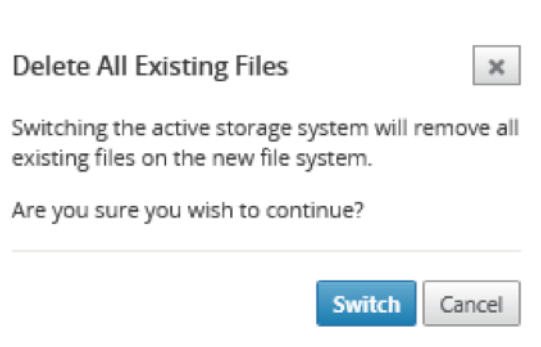 Delete All Existing Files
Switching the active storage system will remove all
existing files on the new file system.
Are you sure you wish to continue?
Switch Cancel